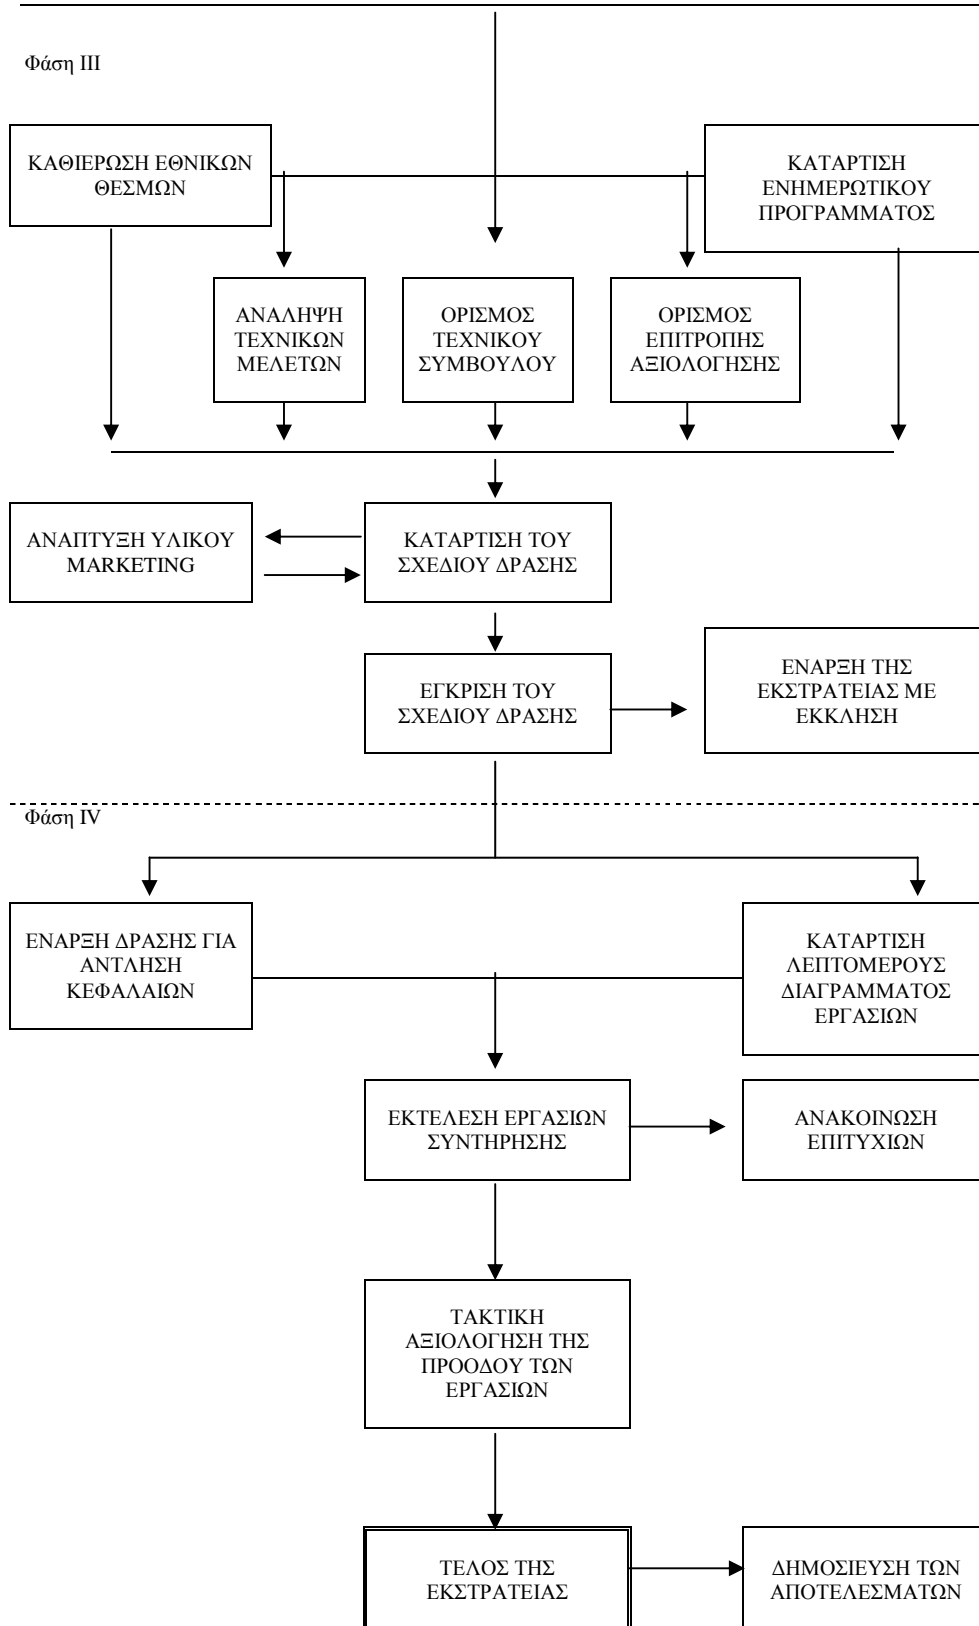 Φάση III
ΚΑΘΙΕΡΩΣΗ ΕΘΝΙΚΩΝ
ΘΕΣΜΩΝ
ΚΑΤΑΡΤΙΣΗ
ΕΝΗΜΕΡΩΤΙΚΟΥ
ΠΡΟΓΡΑΜΜΑΤΟΣ
ΑΝΑΛΗΨΗ
ΤΕΧΝΙΚΩΝ
ΜΕΛΕΤΩΝ
ΟΡΙΣΜΟΣ
ΤΕΧΝΙΚΟΥ
ΣΥΜΒΟΥΛΟΥ
ΟΡΙΣΜΟΣ
ΕΠΙΤΡΟΠΗΣ
ΑΞΙΟΛΟΓΗΣΗΣ
ΑΝΑΠΤΥΞΗ ΥΛΙΚΟΥ
MARKETING
ΚΑΤΑΡΤΙΣΗ ΤΟΥ
ΣΧΕΔΙΟΥ ΔΡΑΣΗΣ
ΕΓΚΡΙΣΗ ΤΟΥ
ΣΧΕΔΙΟΥ ΔΡΑΣΗΣ
ΕΝΑΡΞΗ ΤΗΣ
ΕΚΣΤΡΑΤΕΙΑΣ ΜΕ
ΕΚΚΛΗΣΗ
Φάση IV
ΕΝΑΡΞΗ ΔΡΑΣΗΣ ΓΙΑ
ΑΝΤΛΗΣΗ
ΚΕΦΑΛΑΙΩΝ
ΚΑΤΑΡΤΙΣΗ
ΛΕΠΤΟΜΕΡΟΥΣ
ΔΙΑΓΡΑΜΜΑΤΟΣ
ΕΡΓΑΣΙΩΝ
ΕΚΤΕΛΕΣΗ ΕΡΓΑΣΙΩΝ
ΣΥΝΤΗΡΗΣΗΣ
ΑΝΑΚΟΙΝΩΣΗ
ΕΠΙΤΥΧΙΩΝ
ΤΑΚΤΙΚΗ
ΑΞΙΟΛΟΓΗΣΗ ΤΗΣ
ΠΡΟΟΔΟΥ ΤΩΝ
ΕΡΓΑΣΙΩΝ
ΤΕΛΟΣ ΤΗΣ
ΕΚΣΤΡΑΤΕΙΑΣ
ΔΗΜΟΣΙΕΥΣΗ ΤΩΝ
ΑΠΟΤΕΛΕΣΜΑΤΩΝ